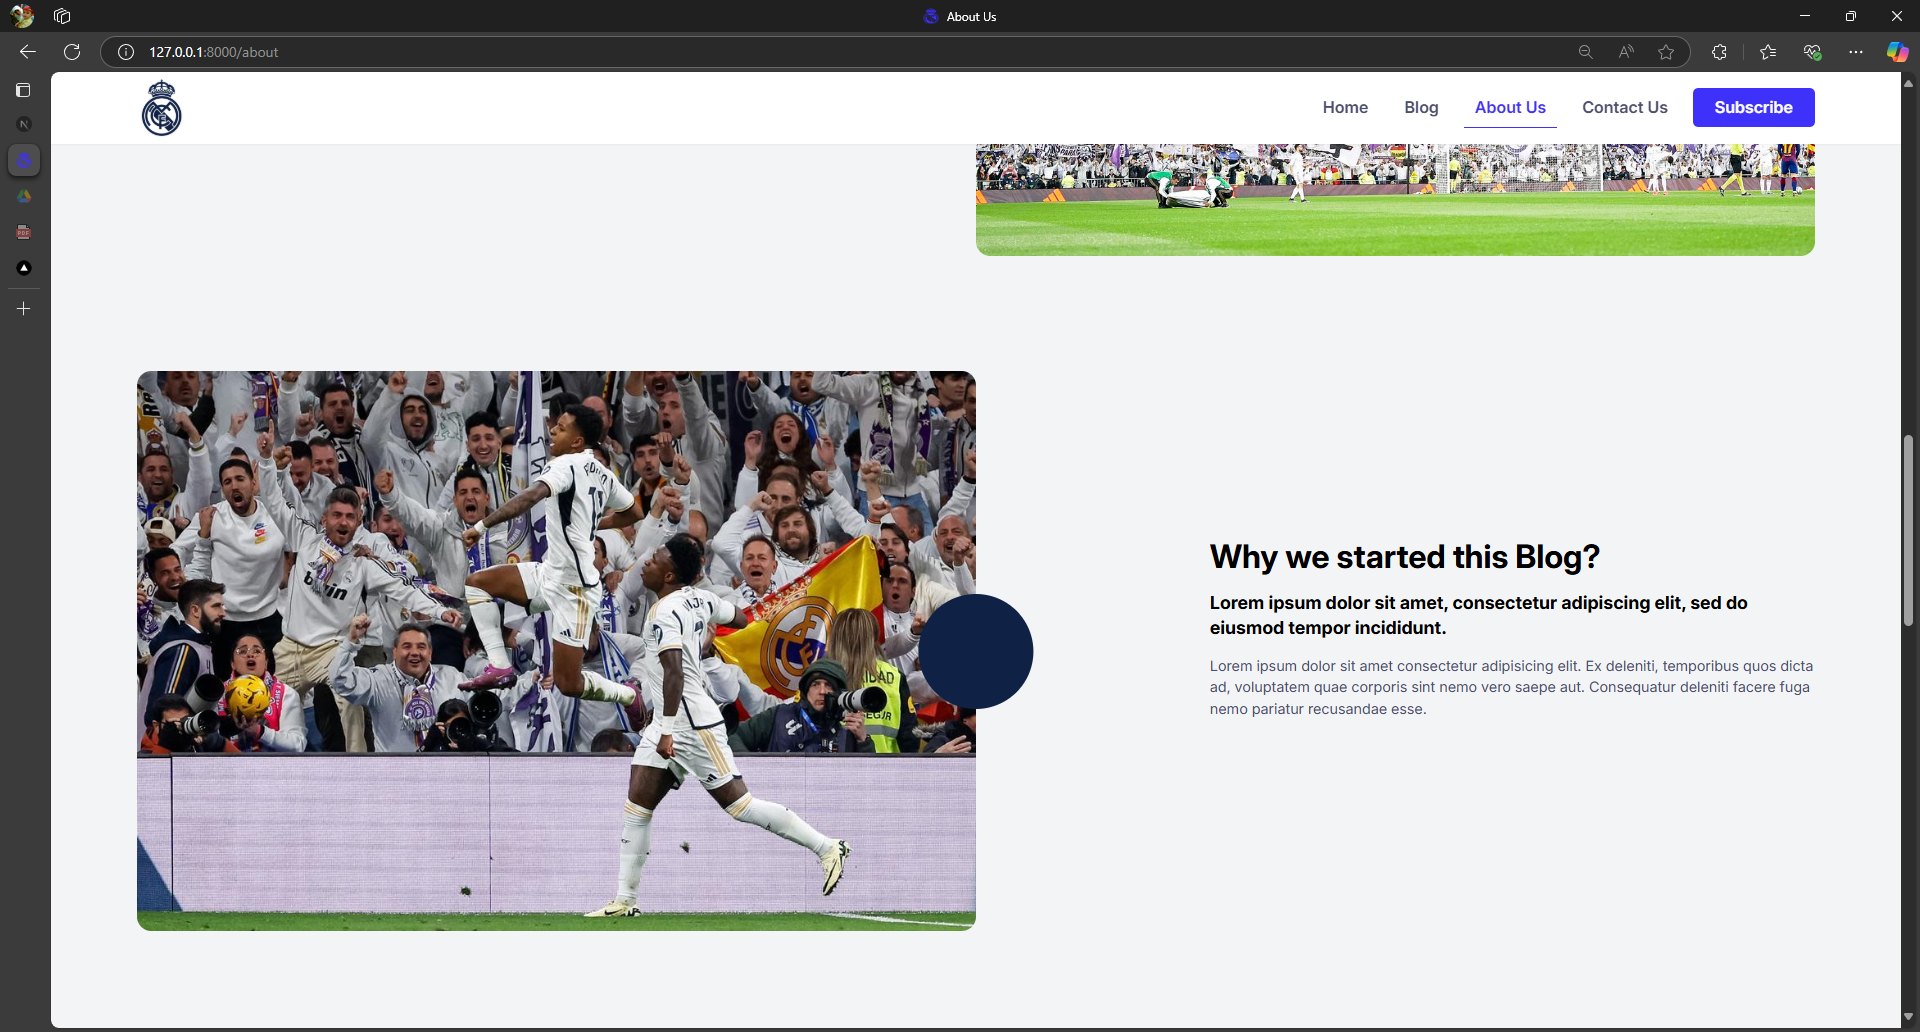 About Us
127.0.0.1:8000/about
Home Blog About Us Contact Us Subscribe
Why we started this Blog?
Lorem ipsum dolor sit amet, consectetur adipiscing elit, sed do
eiusmod tempor incididunt.
Lorem ipsum dolor sit amet consectetur adipisicing elit. Ex deleniti, temporibus quos dicta
ad, voluptatem quae corporis sint nemo vero saepe aut. Consequatur deleniti facere fuga
nemo pariatur recusandae esse.